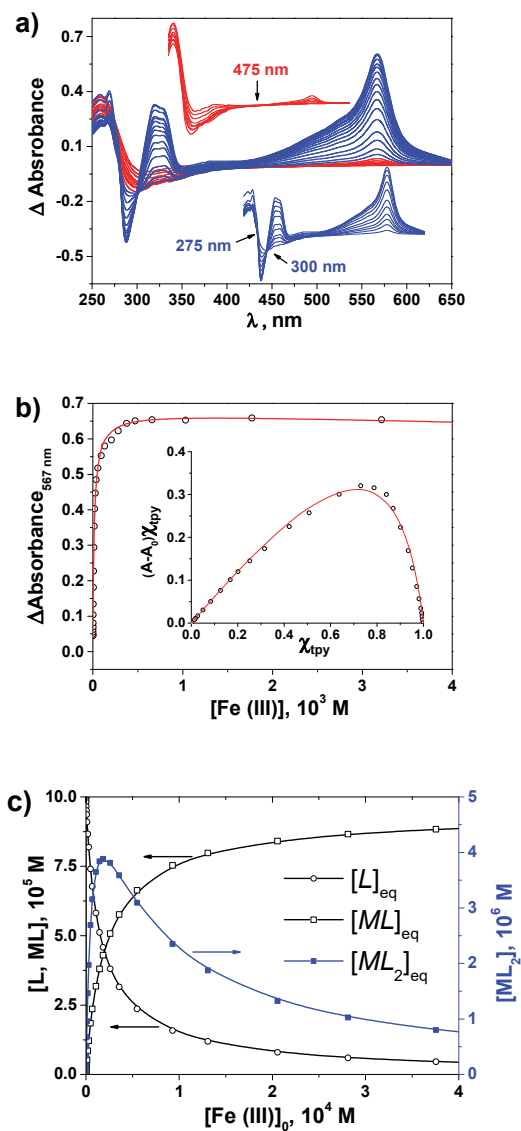 a)
0.7
0.4
0.1
-0.2
-0.5
Δ Absrobance
475 nm
275 nm
300 nm
250 300 350 400 450 500 550 600 650
λ , nm
b)
0.7
0.6
0.5
0.4
0.3
0.2
0.1
0.0
ΔAbsorbance567 nm
0.4
0.3
0.2
0.1
0.0
(A-A0)χtpy
0.0 0.2 0.4 0.6 0.8 1.0
χtpy
0 1 2 3 4
[Fe (III)], 10³ M
c)
10.0
7.5
5.0
2.5
0.0
[L, ML], 10⁵ M
[L]eq
[ML]eq
[ML2]eq
5
4
3
2
1
0
[ML2], 10⁶ M
0 1 2 3 4
[Fe (III)]0, 10⁴ M